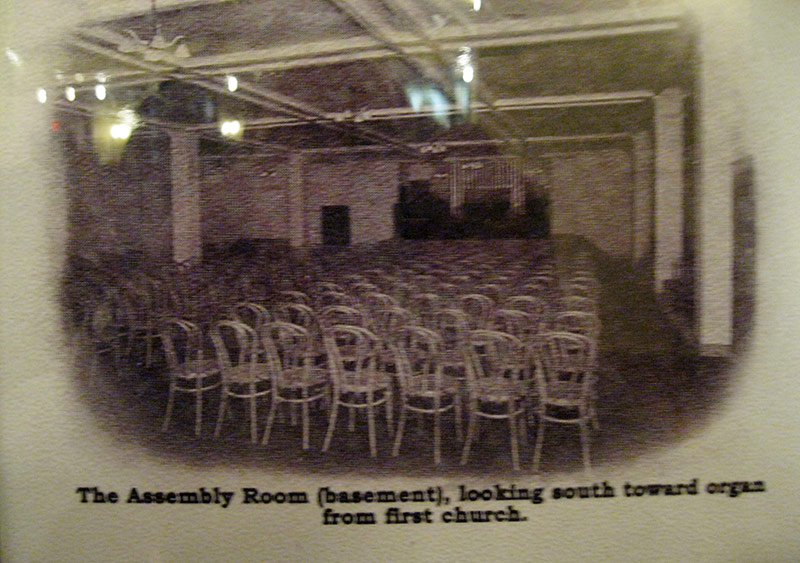 The Assembly Room (basement), looking south toward organ
from first church.